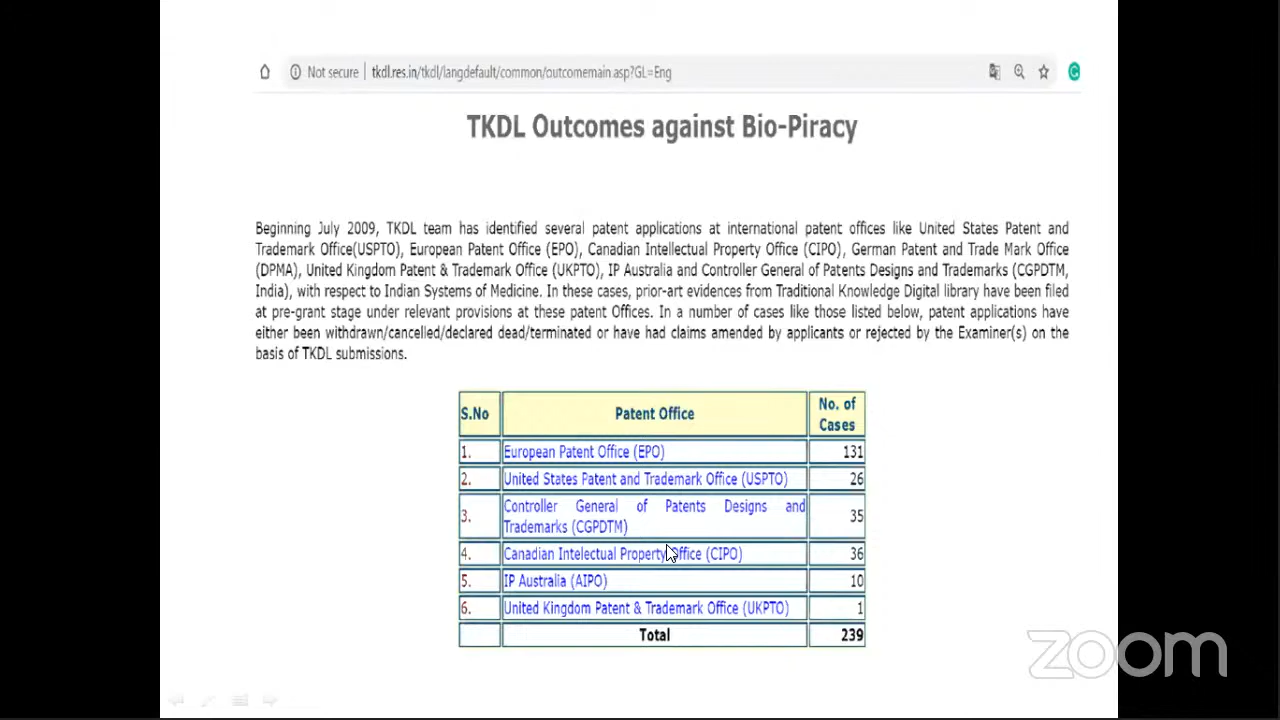 Not secure | tkdl.res.in/tkdl/langdefault/common/outcomemain.asp?GL=Eng
TKDL Outcomes against Bio-Piracy
Beginning July 2009, TKDL team has identified several patent applications at international patent offices like United States Patent and
Trademark Office(USPTO), European Patent Office (EPO), Canadian Intellectual Property Office (CIPO), German Patent and Trade Mark Office
(DPMA), United Kingdom Patent & Trademark Office (UKPTO), IP Australia and Controller General of Patents Designs and Trademarks (CGPDTM,
India), with respect to Indian Systems of Medicine. In these cases, prior-art evidences from Traditional Knowledge Digital library have been filed
at pre-grant stage under relevant provisions at these patent Offices. In a number of cases like those listed below, patent applications have
either been withdrawn/cancelled/declared dead/terminated or have had claims amended by applicants or rejected by the Examiner(s) on the
basis of TKDL submissions.
S.No Patent Office No. of Cases
1. European Patent Office (EPO) 131
2. United States Patent and Trademark Office (USPTO) 26
3. Controller General of Patents Designs and
Trademarks (CGPDTM) 35
4. Canadian Intelectual Property Office (CIPO) 36
5. IP Australia (AIPO) 10
6. United Kingdom Patent & Trademark Office (UKPTO) 1
Total 239
zoom